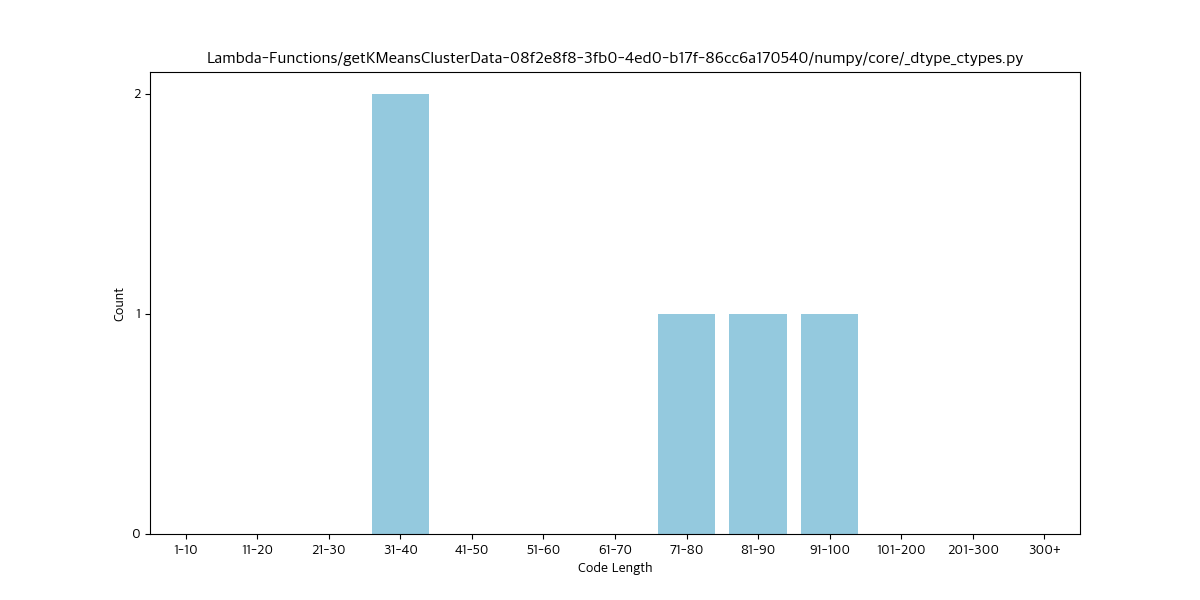 Lambda-Functions/getKMeansClusterData-08f2e8f8-3fb0-4ed0-b17f-86cc6a170540/numpy/core/_dtype_ctypes.py
2
1
0
Count
1-10 11-20 21-30 31-40 41-50 51-60 61-70 71-80 81-90 91-100 101-200 201-300 300+
Code Length